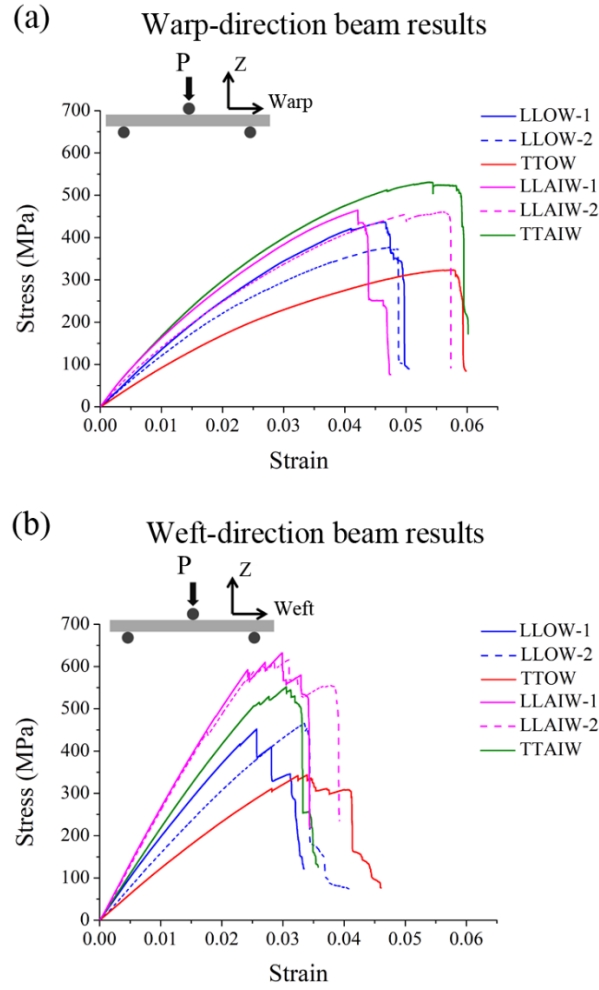 (a)
Warp-direction beam results
P
Z
Warp
700
600
500
400
300
200
100
0
Stress (MPa)
0.00 0.01 0.02 0.03 0.04 0.05 0.06
Strain
LLOW-1
LLOW-2
TTOW
LLAIW-1
LLAIW-2
TTAIW
(b)
Weft-direction beam results
P
Z
Weft
700
600
500
400
300
200
100
0
Stress (MPa)
0.00 0.01 0.02 0.03 0.04 0.05 0.06
Strain
LLOW-1
LLOW-2
TTOW
LLAIW-1
LLAIW-2
TTAIW